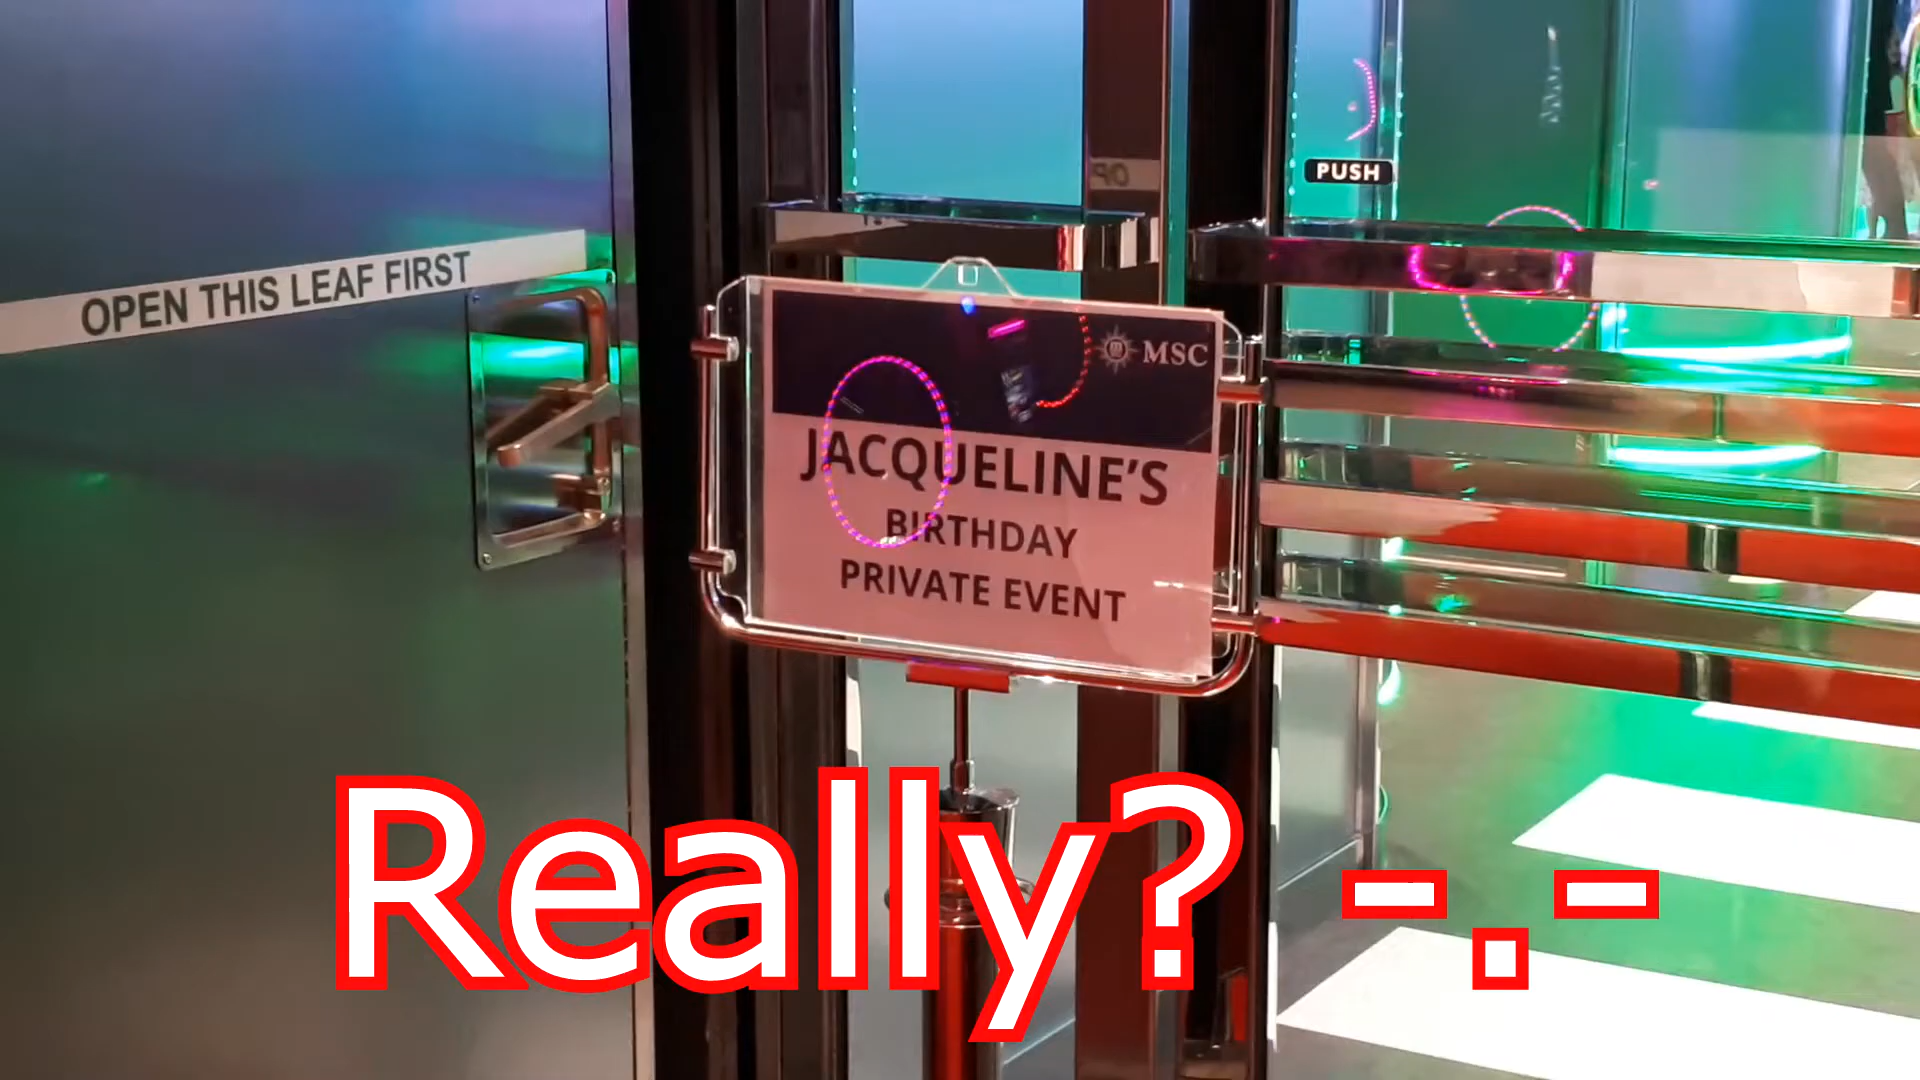 OPEN THIS LEAF FIRST
PUSH
MSC
JACQUELINE'S
BIRTHDAY
PRIVATE EVENT
Really? -.-